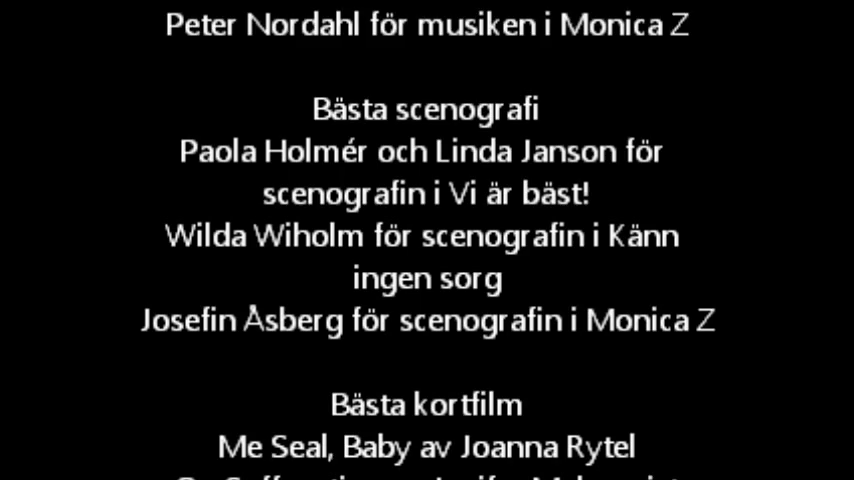 Peter Nordahl för musiken i Monica Z
Bästa scenografi
Paola Holmér och Linda Janson för
scenografin i Vi är bäst!
Wilda Wiholm för scenografin i Känn
ingen sorg
Josefin Åsberg för scenografin i Monica Z
Bästa kortfilm
Me Seal, Baby av Joanna Rytel